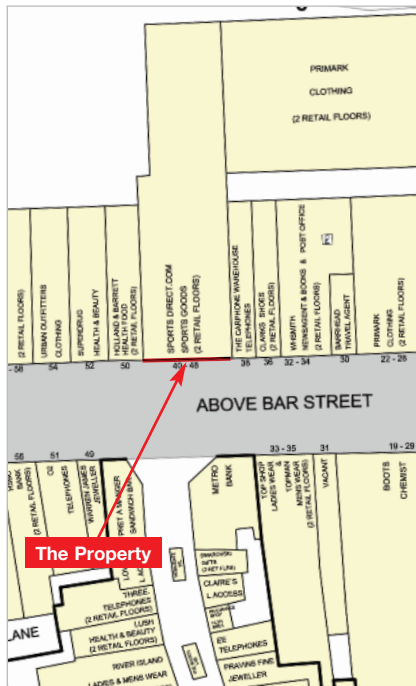 PRIMARK
CLOTHING
(2 RETAIL FLOORS)
- 58
(2 RETAIL FLOORS)
54
URBAN OUTFITTERS
CLOTHING
52
SUPERDRUG
HEALTH & BEAUTY
50
HOLLAND & BARRETT
HEALTH FOOD
(2 RETAIL FLOORS)
40 - 48
SPORTS DIRECT.COM
SPORTS GOODS
(2 RETAIL FLOORS)
38
THE CARPHONE WAREHOUSE
TELEPHONES
36
CLARKS SHOES
(2 RETAIL FLOORS)
32 - 34
WHSMITH
NEWSAGENT & BOOKS & POST OFFICE
(2 RETAIL FLOORS)
30
BARRHEAD
TRAVEL AGENT
22 - 28
PRIMARK
CLOTHING
(2 RETAIL FLOORS)
ABOVE BAR STREET
BANK
(2 RETAIL FLOORS)
51
O2
TELEPHONES
49
WARREN JAMES
JEWELLER
PRET A MANGER
SANDWICH BAR
METRO
BANK
33 - 35
TOP SHOP
LADIES WEAR
&
TOPMAN
MENS WEAR
(2 RETAIL FLOORS)
31
VACANT
19 - 29
BOOTS
CHEMIST
The Property
SWAROVSKI
CLAIRE'S
ACCESS.
THREE
TELEPHONES
(2 RETAIL FLOORS)
LUSH
HEALTH & BEAUTY
(2 RETAIL FLOORS)
EE
TELEPHONES
PRAVINS FINE
JEWELLER
RIVER ISLAND
LADIES & MENS WEAR
LANE